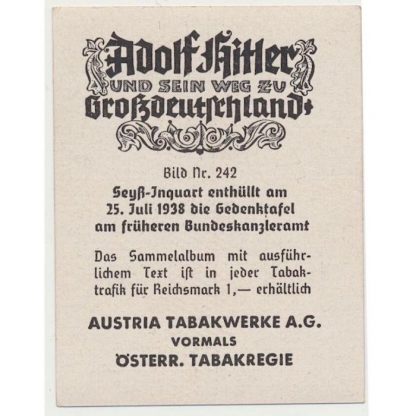 Adolf Hitler
UND SEIN WEG ZU
Großdeutschland
Bild Nr. 242
Seyß-Inquart enthüllt am
25. Juli 1938 die Gedenktafel
am früheren Bundeskanzleramt
Das Sammelalbum mit ausführ-
lichem Text ist in jeder Tabak-
trafik für Reichsmark 1,— erhältlich
AUSTRIA TABAKWERKE A.G.
VORMALS
ÖSTERR. TABAKREGIE